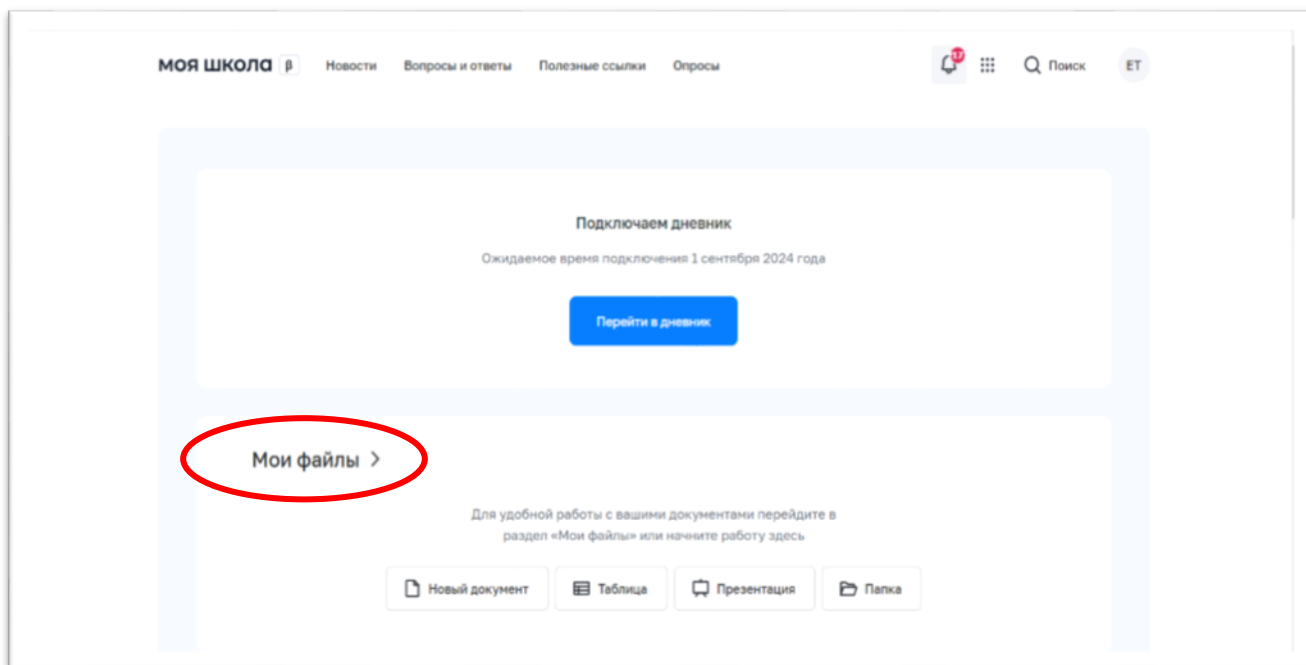 МОЯ ШКОЛА β Новости Вопросы и ответы Полезные ссылки Опросы 17 Поиск ЕТ
Подключаем дневник
Ожидаемое время подключения 1 сентября 2024 года
Перейти в дневник
Мои файлы >
Для удобной работы с вашими документами перейдите в
раздел «Мои файлы» или начните работу здесь
Новый документ Таблица Презентация Папка